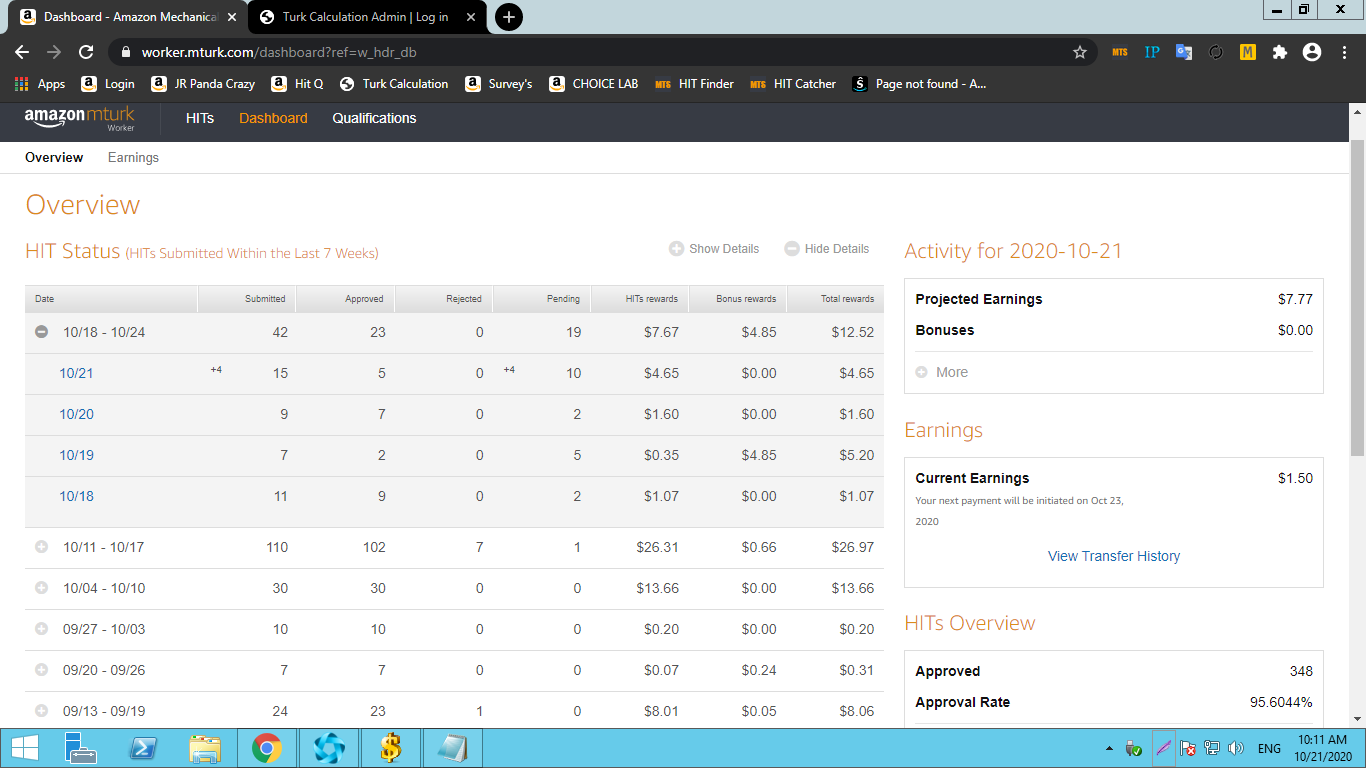 Dashboard - Amazon Mechanical
Turk Calculation Admin | Log in
worker.mturk.com/dashboard?ref=w_hdr_db
MTS IP M
Apps Login JR Panda Crazy Hit Q Turk Calculation Survey's CHOICE LAB MTS HIT Finder MTS HIT Catcher Page not found - A...
amazonmturk
Worker
HITs Dashboard Qualifications
Overview Earnings
Overview
HIT Status (HITs Submitted Within the Last 7 Weeks) Show Details Hide Details
Date Submitted Approved Rejected Pending HITs rewards Bonus rewards Total rewards
10/18 - 10/24 42 23 0 19 $7.67 $4.85 $12.52
10/21 +4 15 5 0 +4 10 $4.65 $0.00 $4.65
10/20 9 7 0 2 $1.60 $0.00 $1.60
10/19 7 2 0 5 $0.35 $4.85 $5.20
10/18 11 9 0 2 $1.07 $0.00 $1.07
10/11 - 10/17 110 102 7 1 $26.31 $0.66 $26.97
10/04 - 10/10 30 30 0 0 $13.66 $0.00 $13.66
09/27 - 10/03 10 10 0 0 $0.20 $0.00 $0.20
09/20 - 09/26 7 7 0 0 $0.07 $0.24 $0.31
09/13 - 09/19 24 23 1 0 $8.01 $0.05 $8.06
Activity for 2020-10-21
Projected Earnings $7.77
Bonuses $0.00
More
Earnings
Current Earnings $1.50
Your next payment will be initiated on Oct 23,
2020
View Transfer History
HITs Overview
Approved 348
Approval Rate 95.6044%
ENG
10:11 AM
10/21/2020